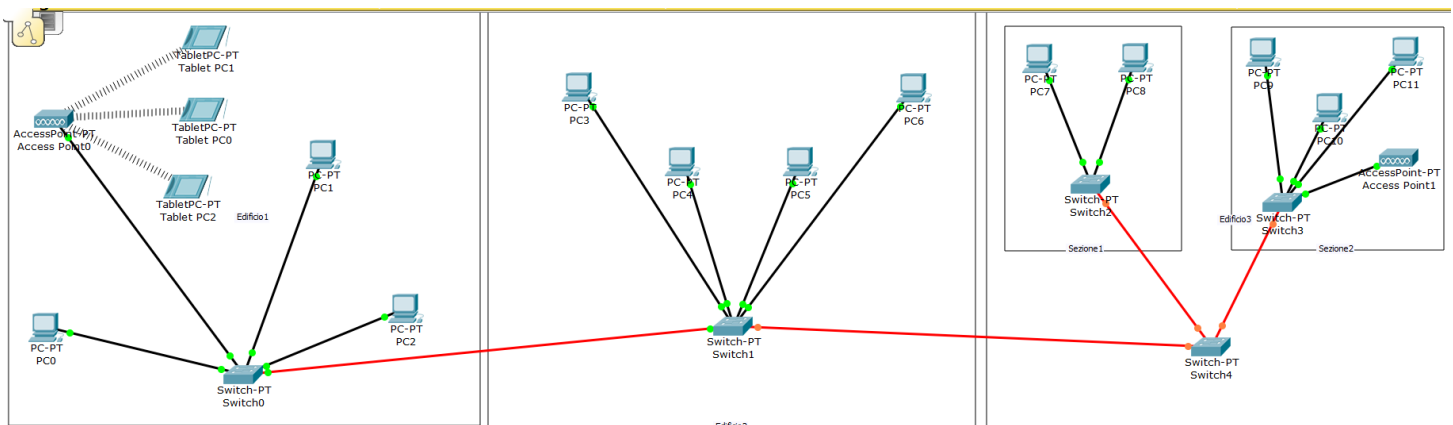 TabletPC-PT
Tablet PC1
AccessPoint-PT
Access Point0
TabletPC-PT
Tablet PC0
TabletPC-PT
Tablet PC2
PC-PT
PC1
Edificio1
PC-PT
PC0
PC-PT
PC2
Switch-PT
Switch0
PC-PT
PC3
PC-PT
PC4
PC-PT
PC5
PC-PT
PC6
Switch-PT
Switch1
PC-PT
PC7
PC-PT
PC8
Switch-PT
Switch2
Sezione1
PC-PT
PC9
PC-PT
PC10
PC-PT
PC11
AccessPoint-PT
Access Point1
Edificio3
Switch-PT
Switch3
Sezione2
Switch-PT
Switch4